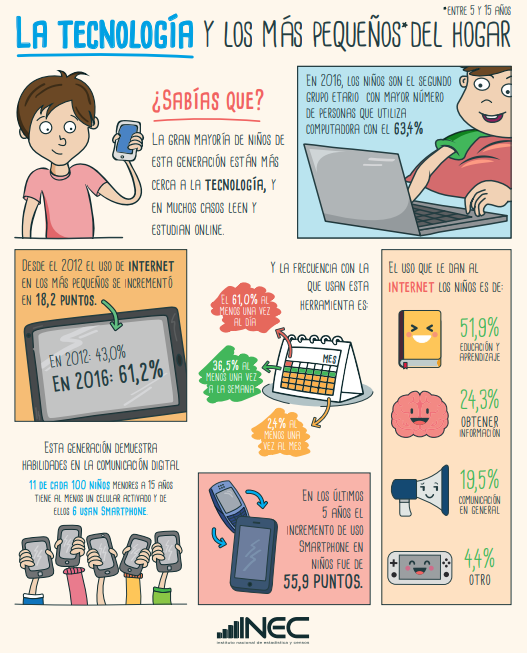 *ENTRE 5 Y 15 AÑOS
LA TECNOLOGÍA Y LOS MÁS PEQUEÑOS* DEL HOGAR
¿SABÍAS QUE?
LA GRAN MAYORÍA DE NIÑOS DE
ESTA GENERACIÓN ESTÁN MÁS
CERCA A LA TECNOLOGÍA, Y
EN MUCHOS CASOS LEEN Y
ESTUDIAN ONLINE.
EN 2016, LOS NIÑOS SON EL SEGUNDO
GRUPO ETARIO CON MAYOR NÚMERO
DE PERSONAS QUE UTILIZA
COMPUTADORA CON EL 63,4%
DESDE EL 2012 EL USO DE INTERNET
EN LOS MÁS PEQUEÑOS SE INCREMENTÓ
EN 18,2 PUNTOS.
EN 2012: 43,0%
EN 2016: 61,2%
Y LA FRECUENCIA CON LA
QUE USAN ESTA
HERRAMIENTA ES:
EL 61,0% AL
MENOS UNA VEZ
AL DÍA
MES
36,5% AL
MENOS UNA VEZ
A LA SEMANA
2,4% AL
MENOS UNA
VEZ AL MES
EL USO QUE LE DAN AL
INTERNET LOS NIÑOS ES DE:
51,9%
EDUCACIÓN Y
APRENDIZAJE
24,3%
OBTENER
INFORMACIÓN
19,5%
COMUNICACIÓN
EN GENERAL
4,4%
OTRO
ESTA GENERACIÓN DEMUESTRA
HABILIDADES EN LA COMUNICACIÓN DIGITAL
11 DE CADA 100 NIÑOS MENORES A 15 AÑOS
TIENE AL MENOS UN CELULAR ACTIVADO Y DE
ELLOS 6 USAN SMARTPHONE.
EN LOS ÚLTIMOS
5 AÑOS EL
INCREMENTO DE USO
SMARTPHONE EN
NIÑOS FUE DE
55,9 PUNTOS.
INEC
instituto nacional de estadística y censos